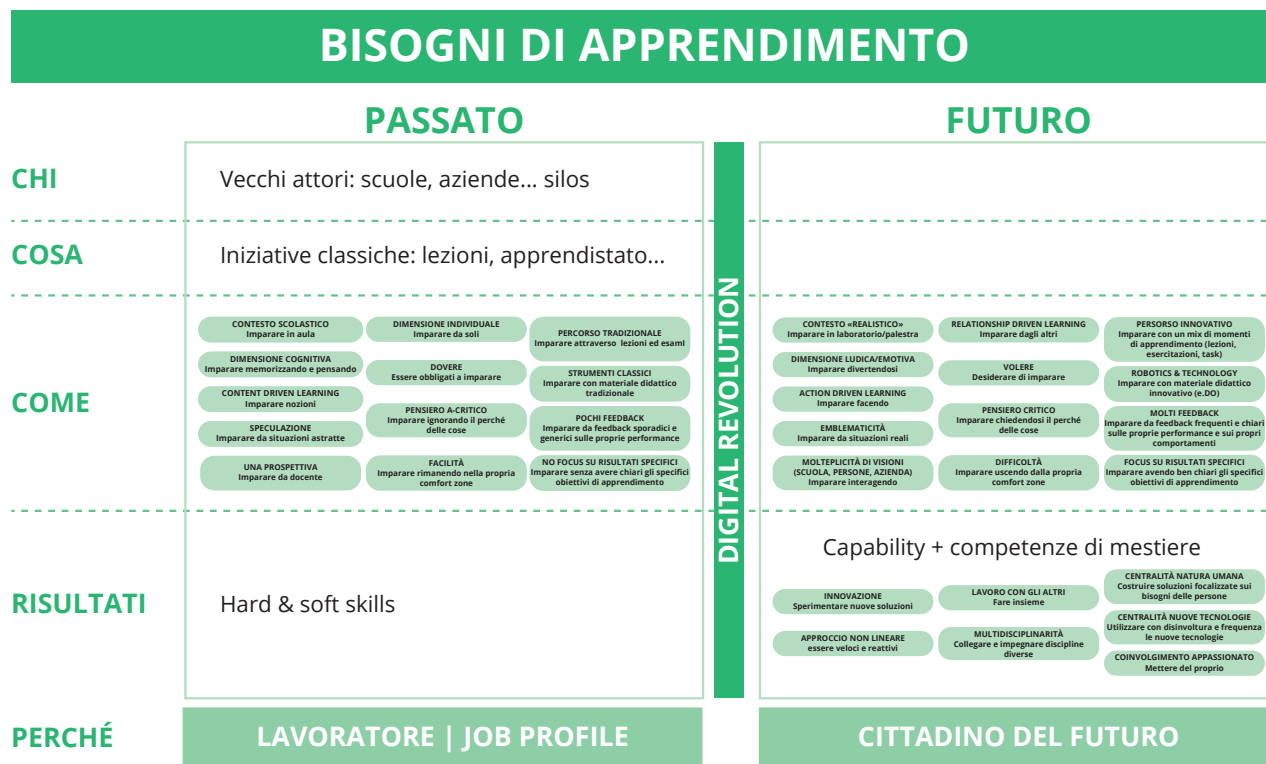 BISOGNI DI APPRENDIMENTO
PASSATO
FUTURO
CHI
Vecchi attori: scuole, aziende... silos
COSA
Iniziative classiche: lezioni, apprendistato...
COME
CONTESTO SCOLASTICO
Imparare in aula
DIMENSIONE COGNITIVA
Imparare memorizzando e pensando
CONTENT DRIVEN LEARNING
Imparare nozioni
SPECULAZIONE
Imparare da situazioni astratte
UNA PROSPETTIVA
Imparare da docente
DIMENSIONE INDIVIDUALE
Imparare da soli
DOVERE
Essere obbligati a imparare
PENSIERO A-CRITICO
Imparare ignorando il perché
delle cose
FACILITÀ
Imparare rimanendo nella propria
comfort zone
PERCORSO TRADIZIONALE
Imparare attraverso lezioni ed esamI
STRUMENTI CLASSICI
Imparare con materiale didattico
tradizionale
POCHI FEEDBACK
Imparare da feedback sporadici e
generici sulle proprie performance
NO FOCUS SU RISULTATI SPECIFICI
Imparare senza avere chiari gli specifici
obiettivi di apprendimento
DIGITAL REVOLUTION
CONTESTO «REALISTICO»
Imparare in laboratorio/palestra
DIMENSIONE LUDICA/EMOTIVA
Imparare divertendosi
ACTION DRIVEN LEARNING
Imparare facendo
EMBLEMATICITÀ
Imparare da situazioni reali
MOLTEPLICITÀ DI VISIONI
(SCUOLA, PERSONE, AZIENDA)
Imparare interagendo
RELATIONSHIP DRIVEN LEARNING
Imparare dagli altri
VOLERE
Desiderare di imparare
PENSIERO CRITICO
Imparare chiedendosi il perché
delle cose
DIFFICOLTÀ
Imparare uscendo dalla propria
comfort zone
PERSORSO INNOVATIVO
Imparare con un mix di momenti
di apprendimento (lezioni,
esercitazioni, task)
ROBOTICS & TECHNOLOGY
Imparare con materiale didattico
innovativo (e.DO)
MOLTI FEEDBACK
Imparare da feedback frequenti e chiari
sulle proprie performance e sui propri
comportamenti
FOCUS SU RISULTATI SPECIFICI
Imparare avendo ben chiari gli specifici
obiettivi di apprendimento
RISULTATI
Hard & soft skills
Capability + competenze di mestiere
INNOVAZIONE
Sperimentare nuove soluzioni
APPROCCIO NON LINEARE
essere veloci e reattivi
LAVORO CON GLI ALTRI
Fare insieme
MULTIDISCIPLINARITÀ
Collegare e impegnare discipline
diverse
CENTRALITÀ NATURA UMANA
Costruire soluzioni focalizzate sui
bisogni delle persone
CENTRALITÀ NUOVE TECNOLOGIE
Utilizzare con disinvoltura e frequenza
le nuove tecnologie
COINVOLGIMENTO APPASSIONATO
Mettere del proprio
PERCHÉ
LAVORATORE | JOB PROFILE
CITTADINO DEL FUTURO